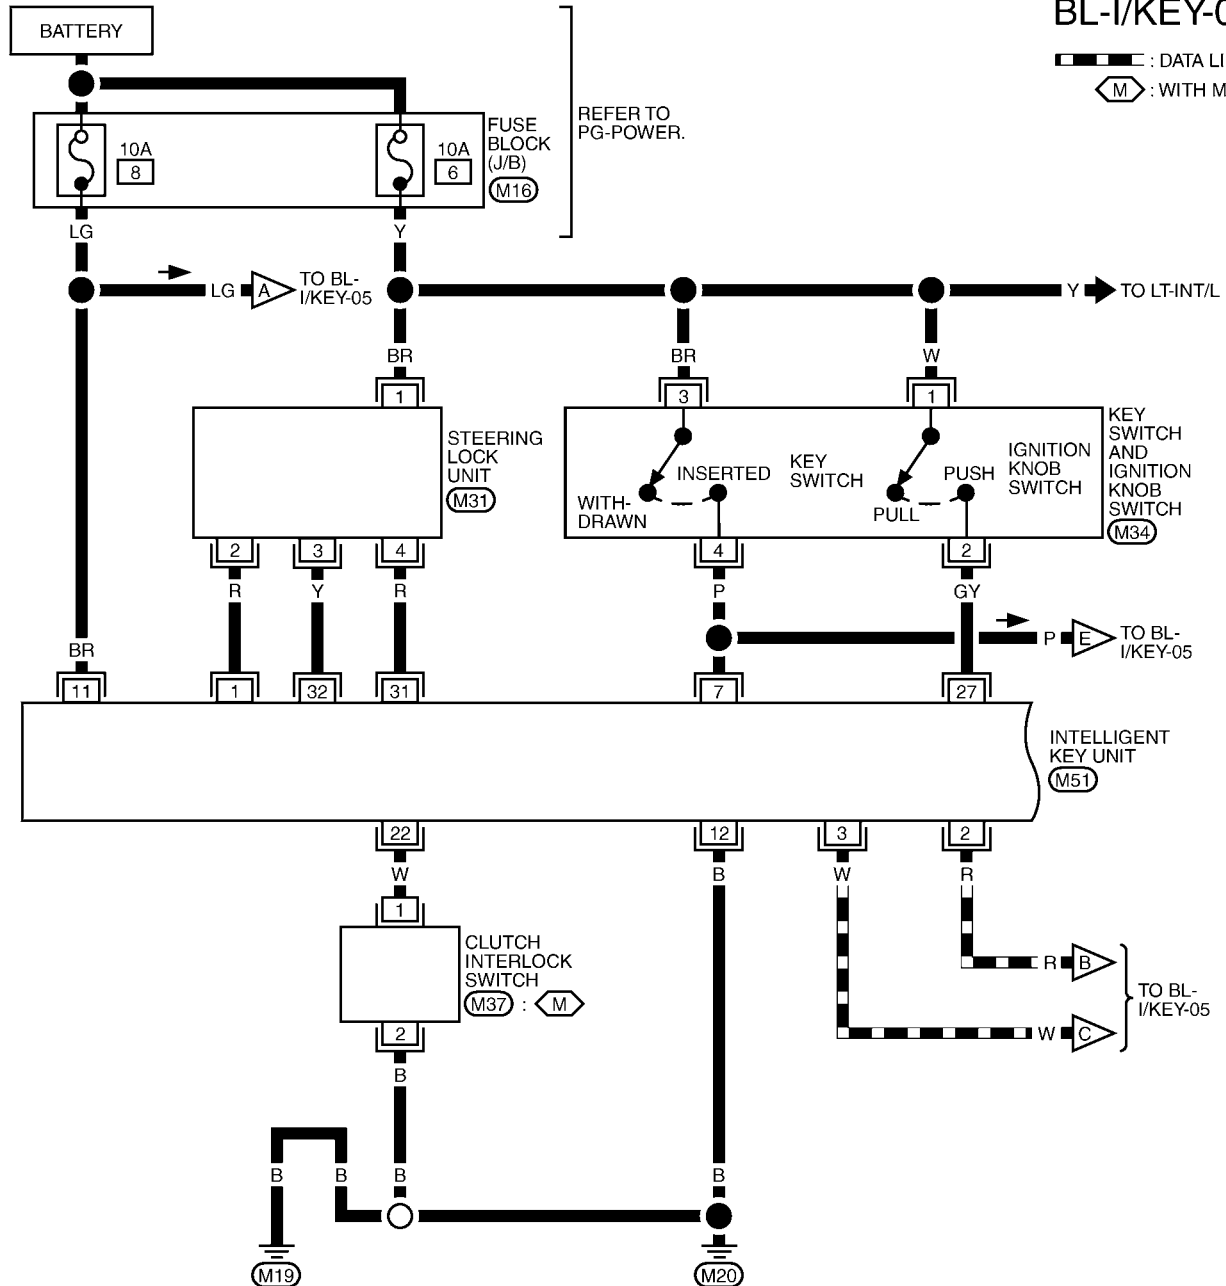 BATTERY
BL-I/KEY-0
: DATA LI
M : WITH M
REFER TO
PG-POWER.
10A
8
10A
6
FUSE
BLOCK
(J/B)
M16
LG
Y
LG
A
TO BL-
I/KEY-05
Y
TO LT-INT/L
BR
BR
W
1
3
1
STEERING
LOCK
UNIT
M31
WITH-
DRAWN
INSERTED
KEY
SWITCH
PULL
PUSH
IGNITION
KNOB
SWITCH
KEY
SWITCH
AND
IGNITION
KNOB
SWITCH
M34
2
3
4
4
2
R
Y
R
P
GY
P
E
TO BL-
I/KEY-05
BR
11
1
32
31
7
27
INTELLIGENT
KEY UNIT
M51
22
12
3
2
W
B
W
R
1
CLUTCH
INTERLOCK
SWITCH
M37 : M
2
R
B
W
C
TO BL-
I/KEY-05
B
B
B
B
B
M19
M20